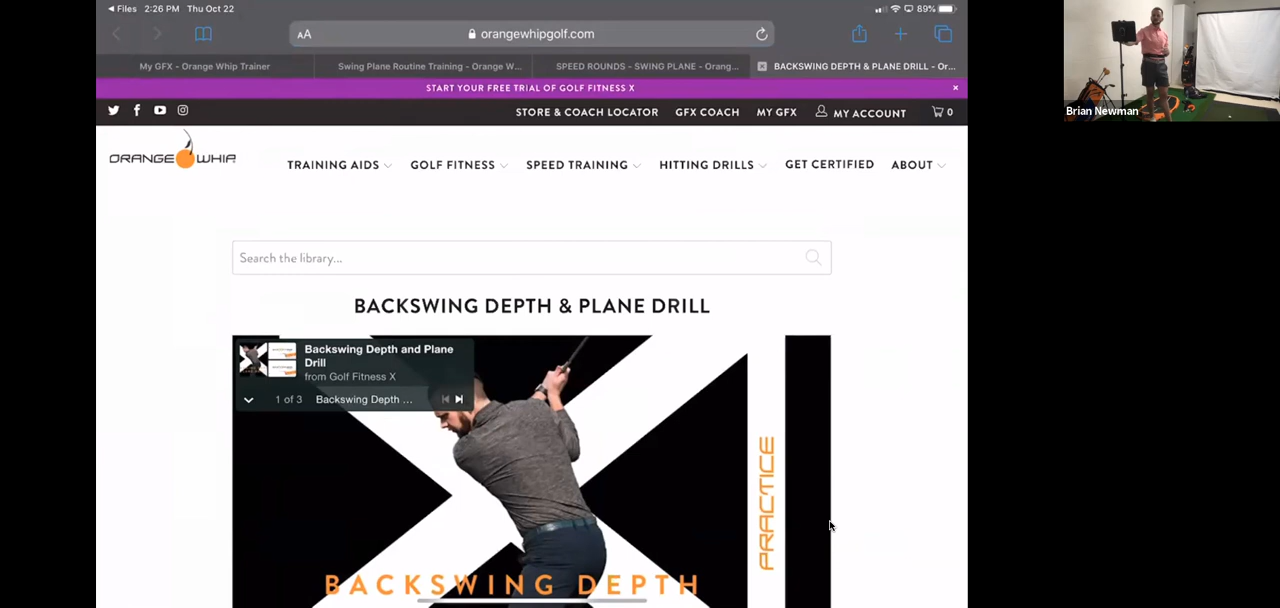 Files
2:26 PM Thu Oct 22
89%
AA
orangewhipgolf.com
My GFX - Orange Whip Trainer
Swing Plane Routine Training - Orange W...
SPEED ROUNDS - SWING PLANE - Orang...
BACKSWING DEPTH & PLANE DRILL - Or...
START YOUR FREE TRIAL OF GOLF FITNESS X
STORE & COACH LOCATOR
GFX COACH
MY GFX
MY ACCOUNT
0
ORANGE WHIP
TRAINING AIDS
GOLF FITNESS
SPEED TRAINING
HITTING DRILLS
GET CERTIFIED
ABOUT
Search the library...
BACKSWING DEPTH & PLANE DRILL
Backswing Depth and Plane
Drill
from Golf Fitness X
1 of 3
Backswing Depth ...
PRACTICE
BACKSWING DEPTH
Brian Newman